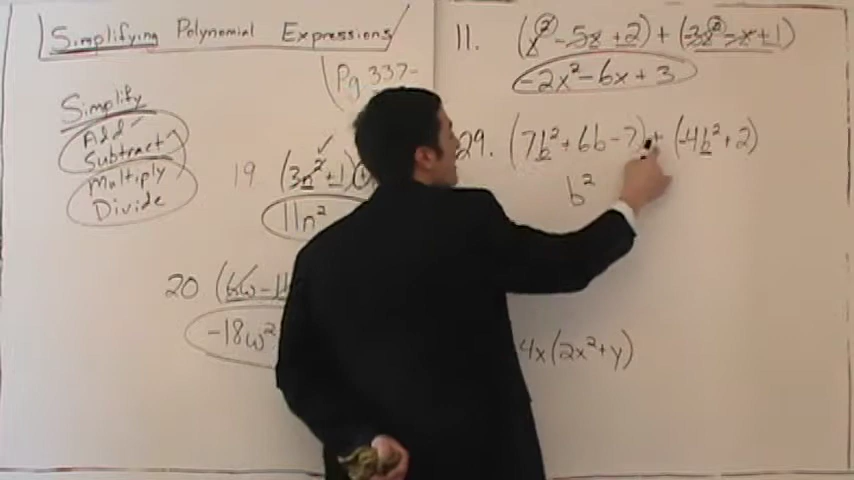 Simplifying Polynomial Expressions
Pg 337-
Simplify
Add
Subtract
Multiply
Divide
19 (3n² ± 1)
11n²
20 (6w - 11
-18w²
11. (x² - 5x + 2) + (-3x² - x + 1)
-2x² - 6x + 3
29. (7b² + 6b - 7) + (-4b² + 2)
b²
4x(2x² + y)